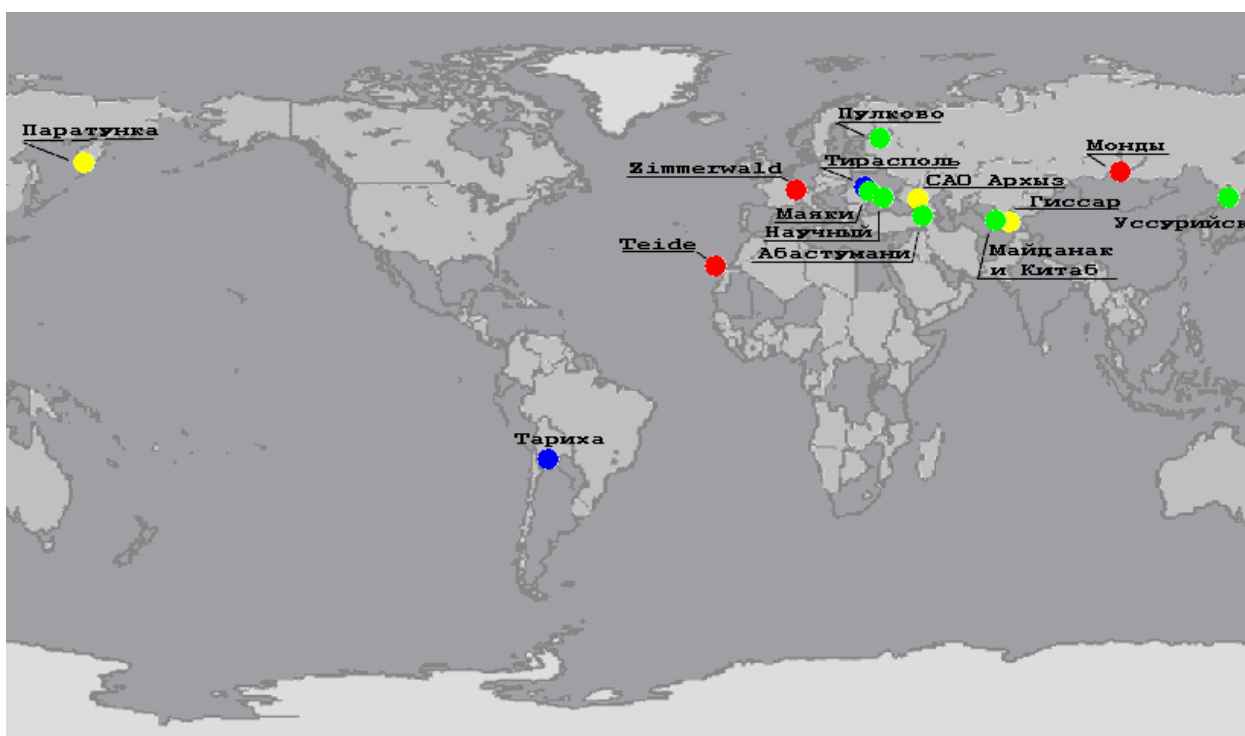 Пулково
Паратунка
Монды
Тирасполь
Zimmerwald
САО Архыз
Гиссар
Маяки
Уссурийск
Научный
Абастумани
Майданак
и Китаб
Teide
Тариха